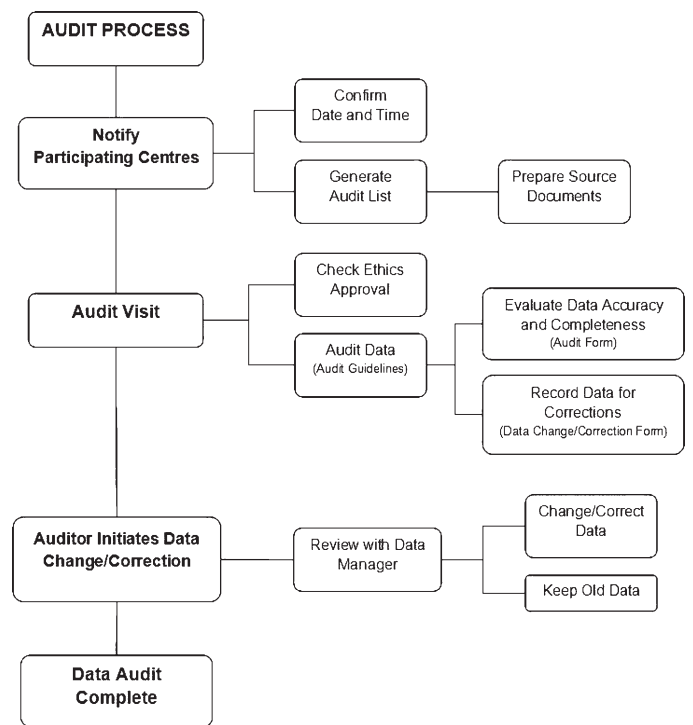 AUDIT PROCESS
Notify
Participating Centres
Confirm
Date and Time
Generate
Audit List
Prepare Source
Documents
Audit Visit
Check Ethics
Approval
Audit Data
(Audit Guidelines)
Evaluate Data Accuracy
and Completeness
(Audit Form)
Record Data for
Corrections
(Data Change/Correction Form)
Auditor Initiates Data
Change/Correction
Review with Data
Manager
Change/Correct
Data
Keep Old Data
Data Audit
Complete